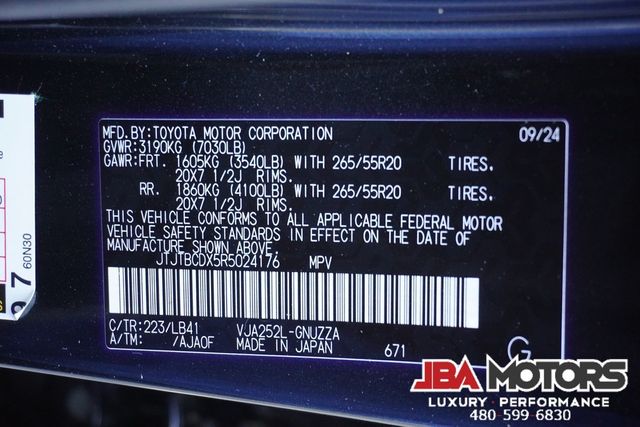 MFD. BY: TOYOTA MOTOR CORPORATION 09/24
GVWR: 3190KG (7030LB)
GAWR: FRT. 1605KG (3540LB) WITH 265/55R20 TIRES.
20X7 1/2J RIMS.
RR. 1860KG (4100LB) WITH 265/55R20 TIRES.
20X7 1/2J RIMS.
THIS VEHICLE CONFORMS TO ALL APPLICABLE FEDERAL MOTOR
VEHICLE SAFETY STANDARDS IN EFFECT ON THE DATE OF
MANUFACTURE SHOWN ABOVE.
JTJTBCDX5R5024176 MPV
C/TR: 223/LB41 VJA252L-GNUZZA
A/TM: /AJA0F MADE IN JAPAN 671
G
60N30
7
JBA MOTORS
LUXURY • PERFORMANCE
480-599-6830